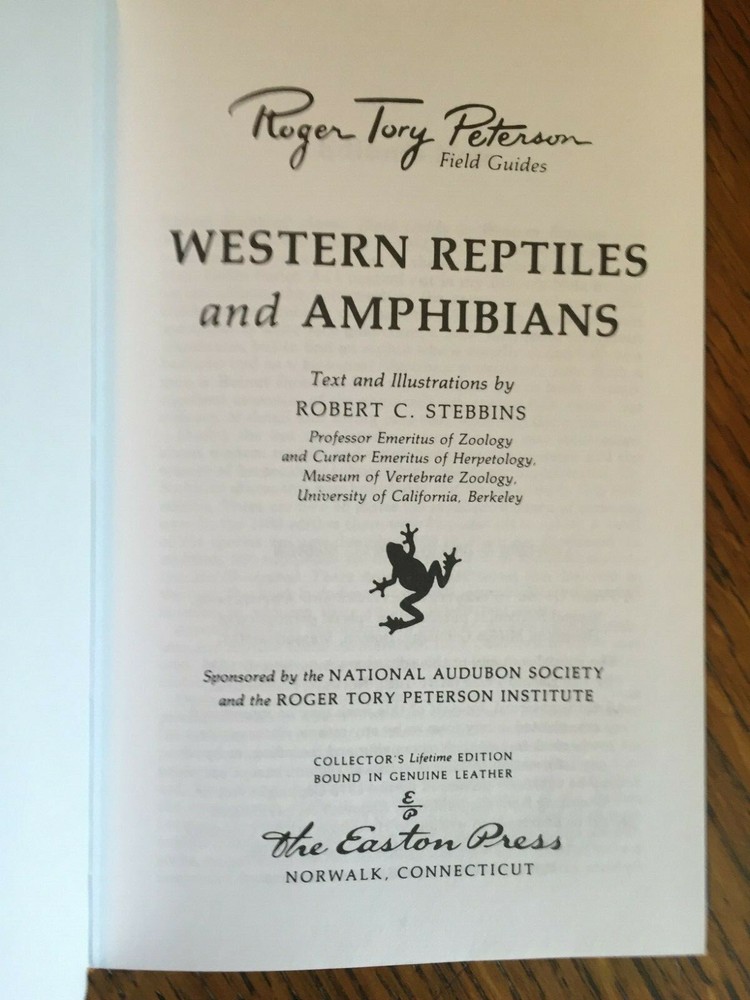 Roger Tory Peterson
Field Guides
WESTERN REPTILES
and AMPHIBIANS
Text and Illustrations by
ROBERT C. STEBBINS
Professor Emeritus of Zoology
and Curator Emeritus of Herpetology,
Museum of Vertebrate Zoology,
University of California, Berkeley
Sponsored by the NATIONAL AUDUBON SOCIETY
and the ROGER TORY PETERSON INSTITUTE
COLLECTOR'S Lifetime EDITION
BOUND IN GENUINE LEATHER
E
P
The Easton Press
NORWALK, CONNECTICUT